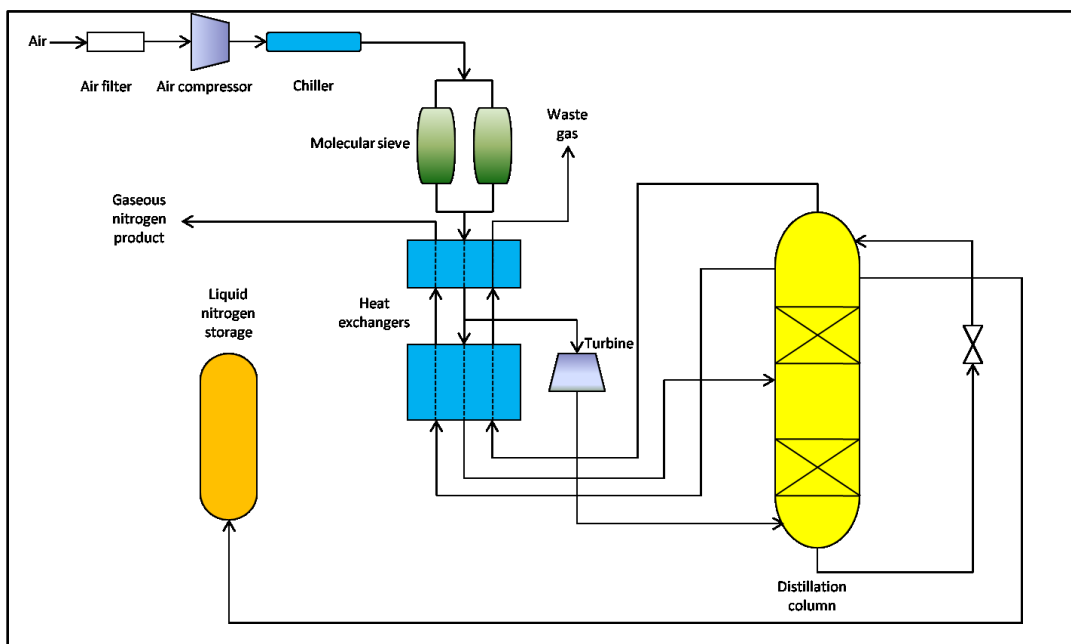 Air
Air filter
Air compressor
Chiller
Molecular sieve
Waste
gas
Gaseous
nitrogen
product
Liquid
nitrogen
storage
Heat
exchangers
Turbine
Distillation
column